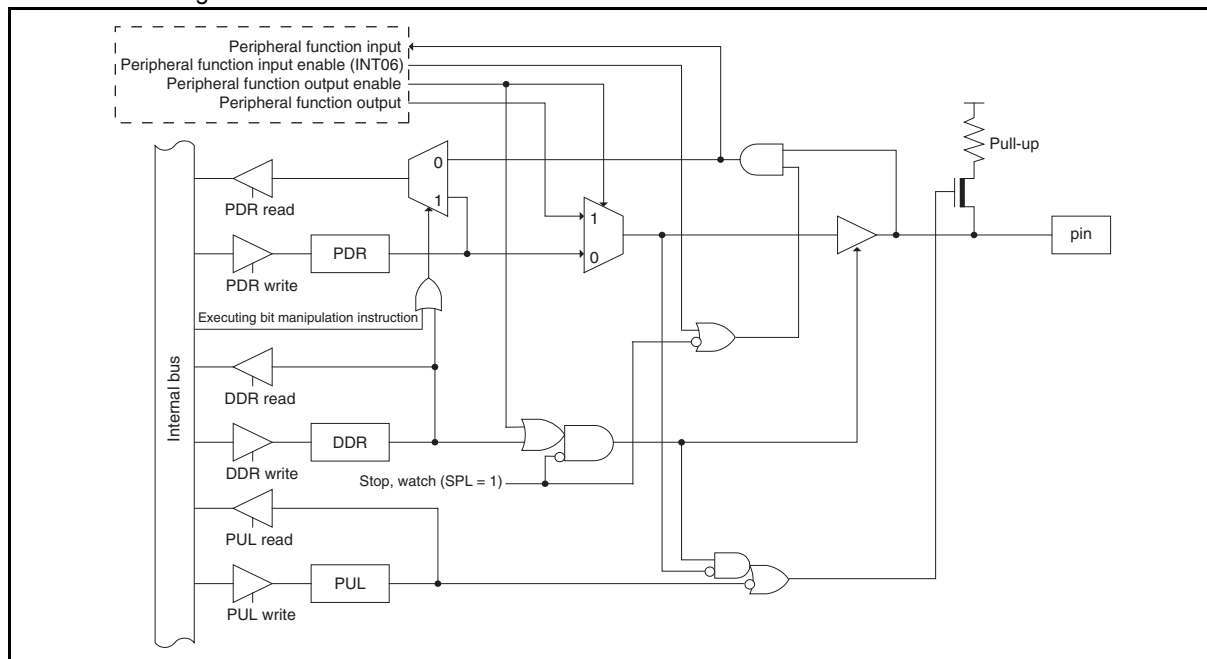 Peripheral function input
Peripheral function input enable (INT06)
Peripheral function output enable
Peripheral function output
Pull-up
0
1
PDR read
1
0
pin
PDR
PDR write
Executing bit manipulation instruction
Internal bus
DDR read
DDR
DDR write
Stop, watch (SPL = 1)
PUL read
PUL
PUL write